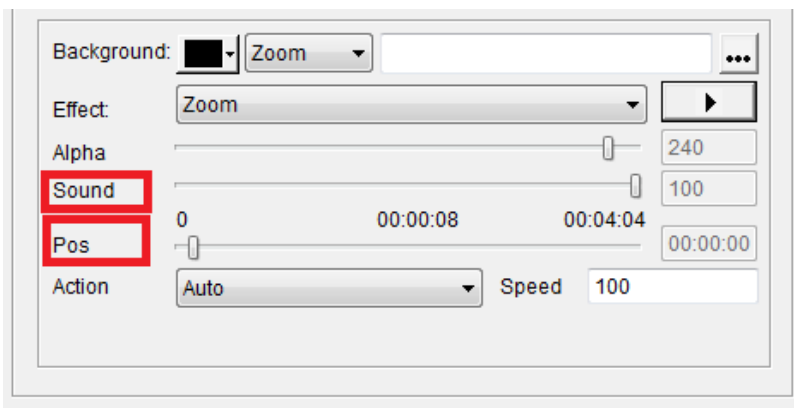 Background: Zoom ...
Effect: Zoom
Alpha 240
Sound 100
0 00:00:08 00:04:04
Pos 00:00:00
Action Auto Speed 100